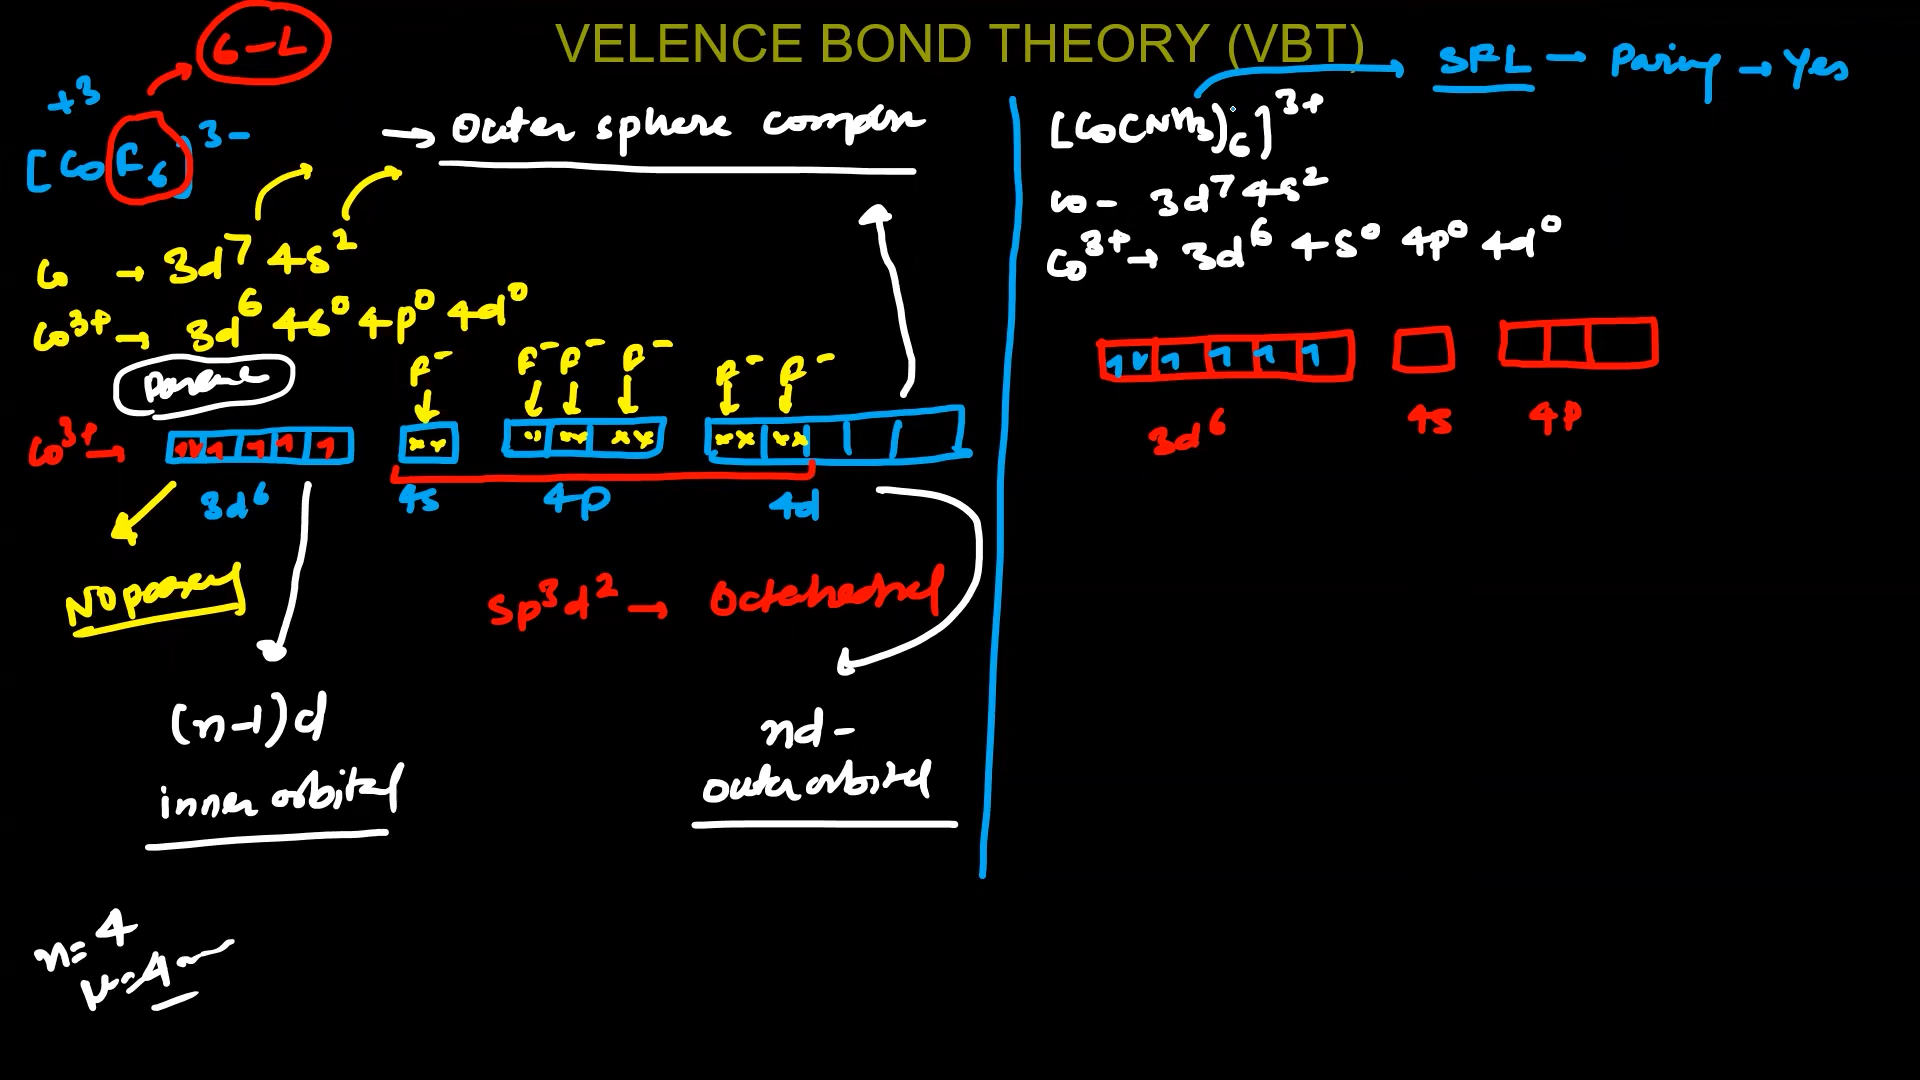 VELENCE BOND THEORY (VBT)
6-L
+3
[CoF6]3-
→ Outer sphere complex
Co → 3d7 4s2
Co3+ → 3d6 4s0 4p0 4d0
F- F- F- F- F- F-
Co3+ →
3d6 4s 4p 4d
No pairing
sp3d2 → Octahedral
(n-1)d
inner orbital
nd-
outer orbital
n=4
μ=4
SFL → Pairing → Yes
[Co(NH3)6]3+
Co - 3d7 4s2
Co3+ → 3d6 4s0 4p0 4d0
3d6 4s 4p